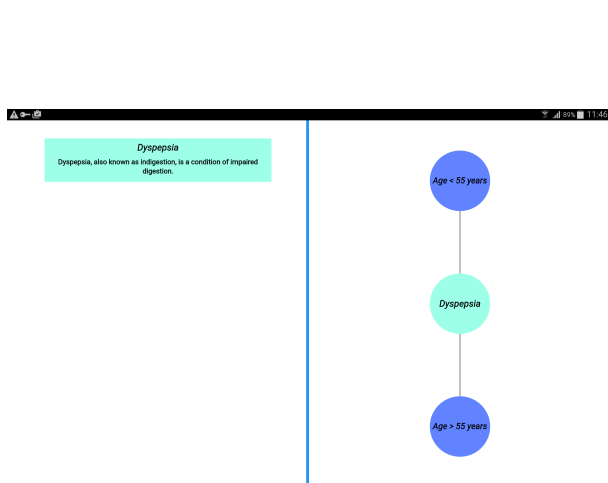 89% 11:46
Dyspepsia
Dyspepsia, also known as indigestion, is a condition of impaired
digestion.
Age < 55 years
Dyspepsia
Age > 55 years